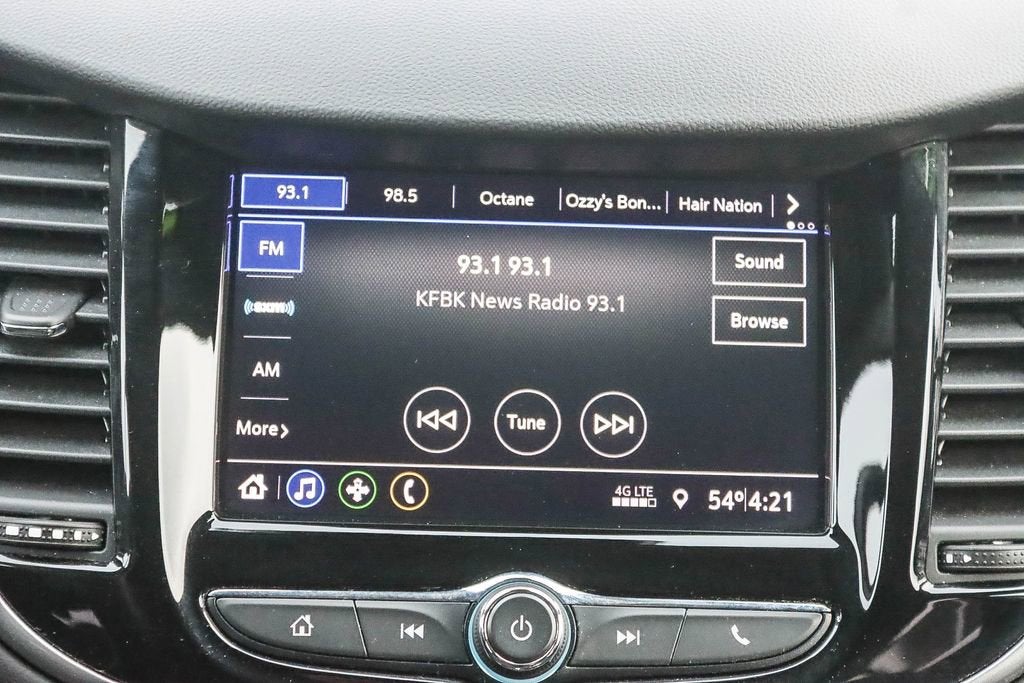 93.1
98.5
Octane
Ozzy's Bon...
Hair Nation
FM
93.1 93.1
Sound
KFBK News Radio 93.1
SXM
Browse
AM
More
Tune
4G LTE
54° 4:21